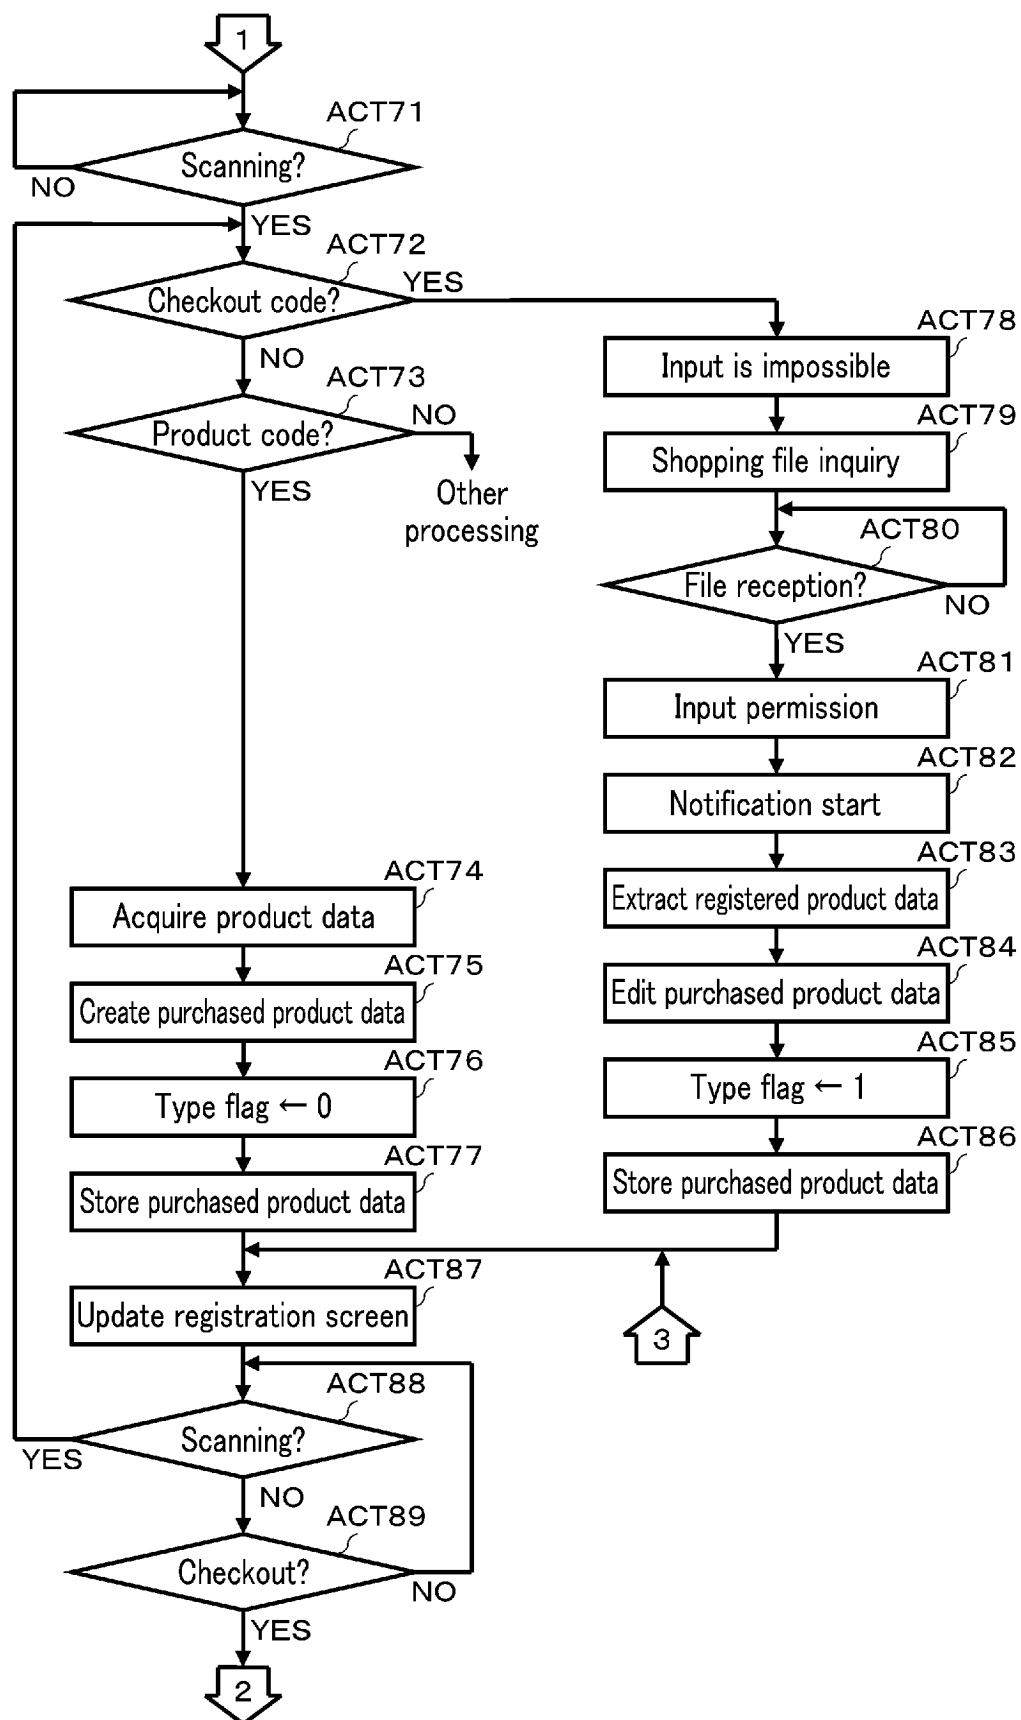 1
ACT71
Scanning?
NO
YES
ACT72
Checkout code?
YES
NO
ACT73
Product code?
NO
YES
Other
processing
ACT78
Input is impossible
ACT79
Shopping file inquiry
ACT80
File reception?
NO
YES
ACT81
Input permission
ACT82
Notification start
ACT83
Extract registered product data
ACT84
Edit purchased product data
ACT85
Type flag ← 1
ACT86
Store purchased product data
ACT74
Acquire product data
ACT75
Create purchased product data
ACT76
Type flag ← 0
ACT77
Store purchased product data
ACT87
Update registration screen
3
ACT88
Scanning?
YES
NO
ACT89
Checkout?
NO
YES
2